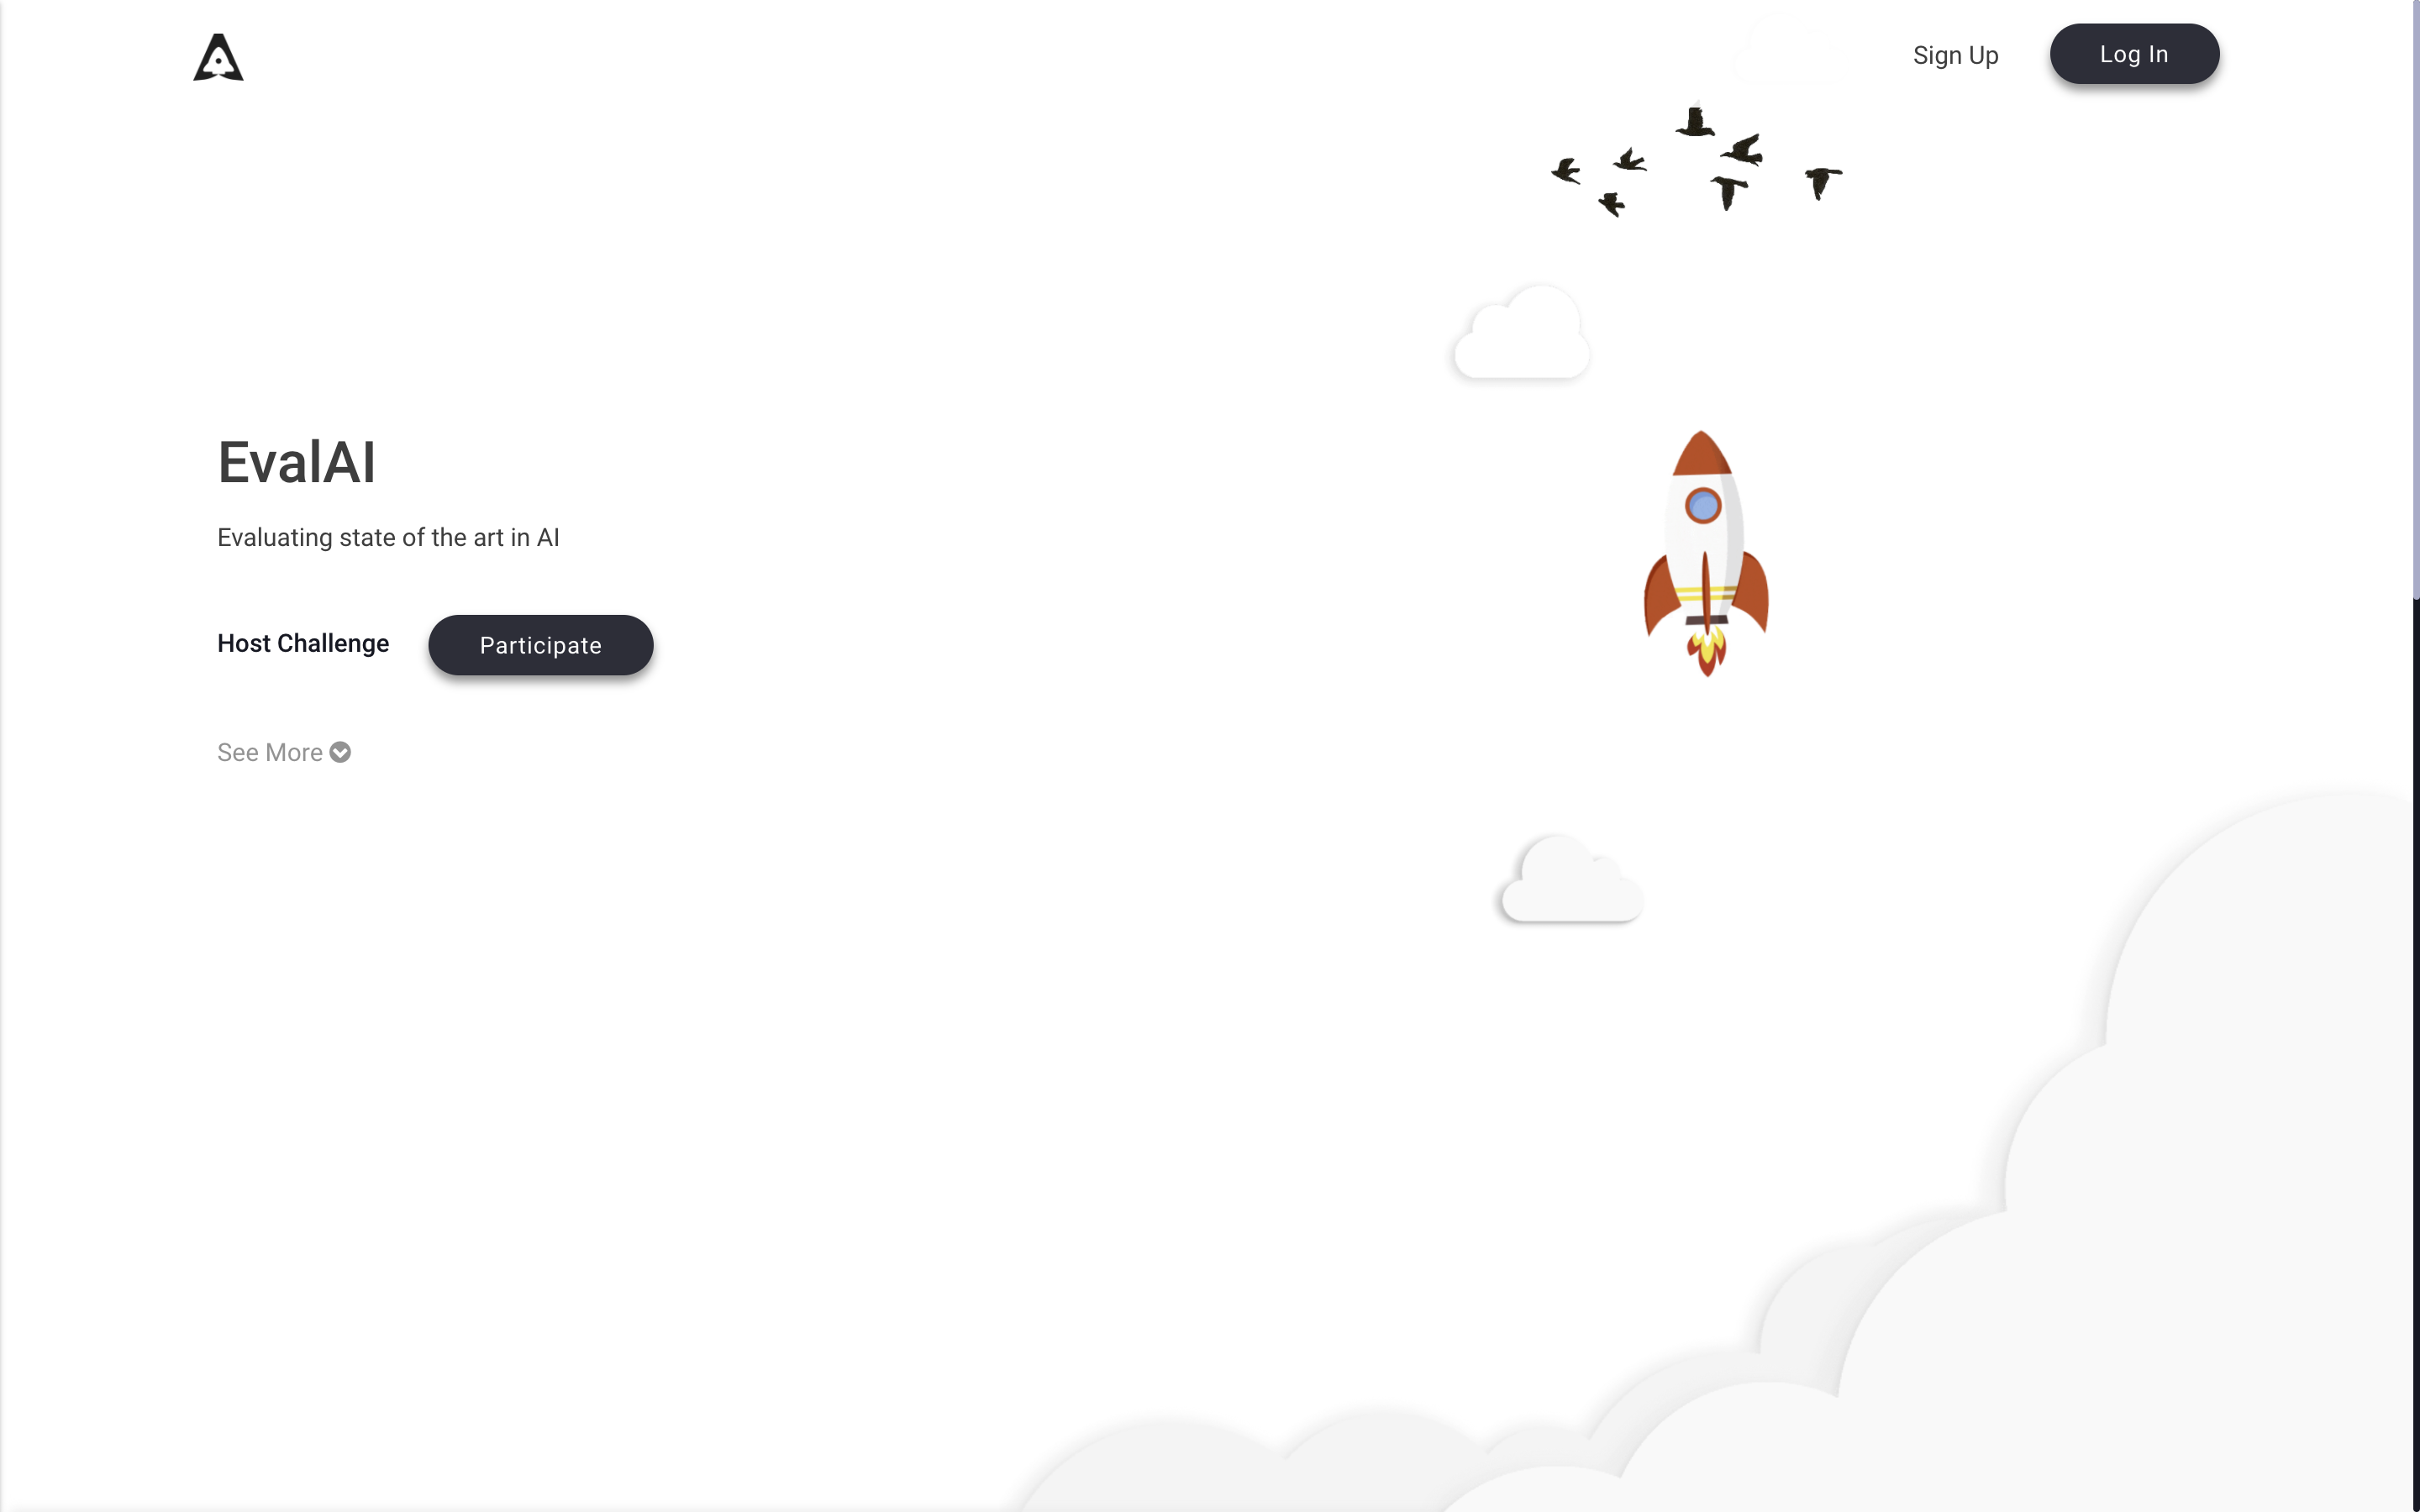 Sign Up
Log In
EvalAI
Evaluating state of the art in AI
Host Challenge
Participate
See More